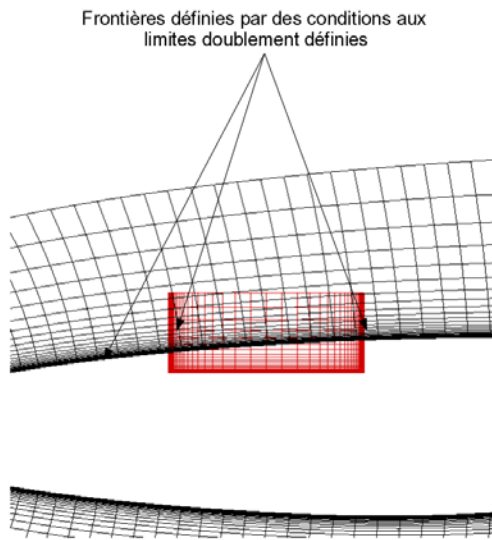 Frontières définies par des conditions aux
limites doublement définies